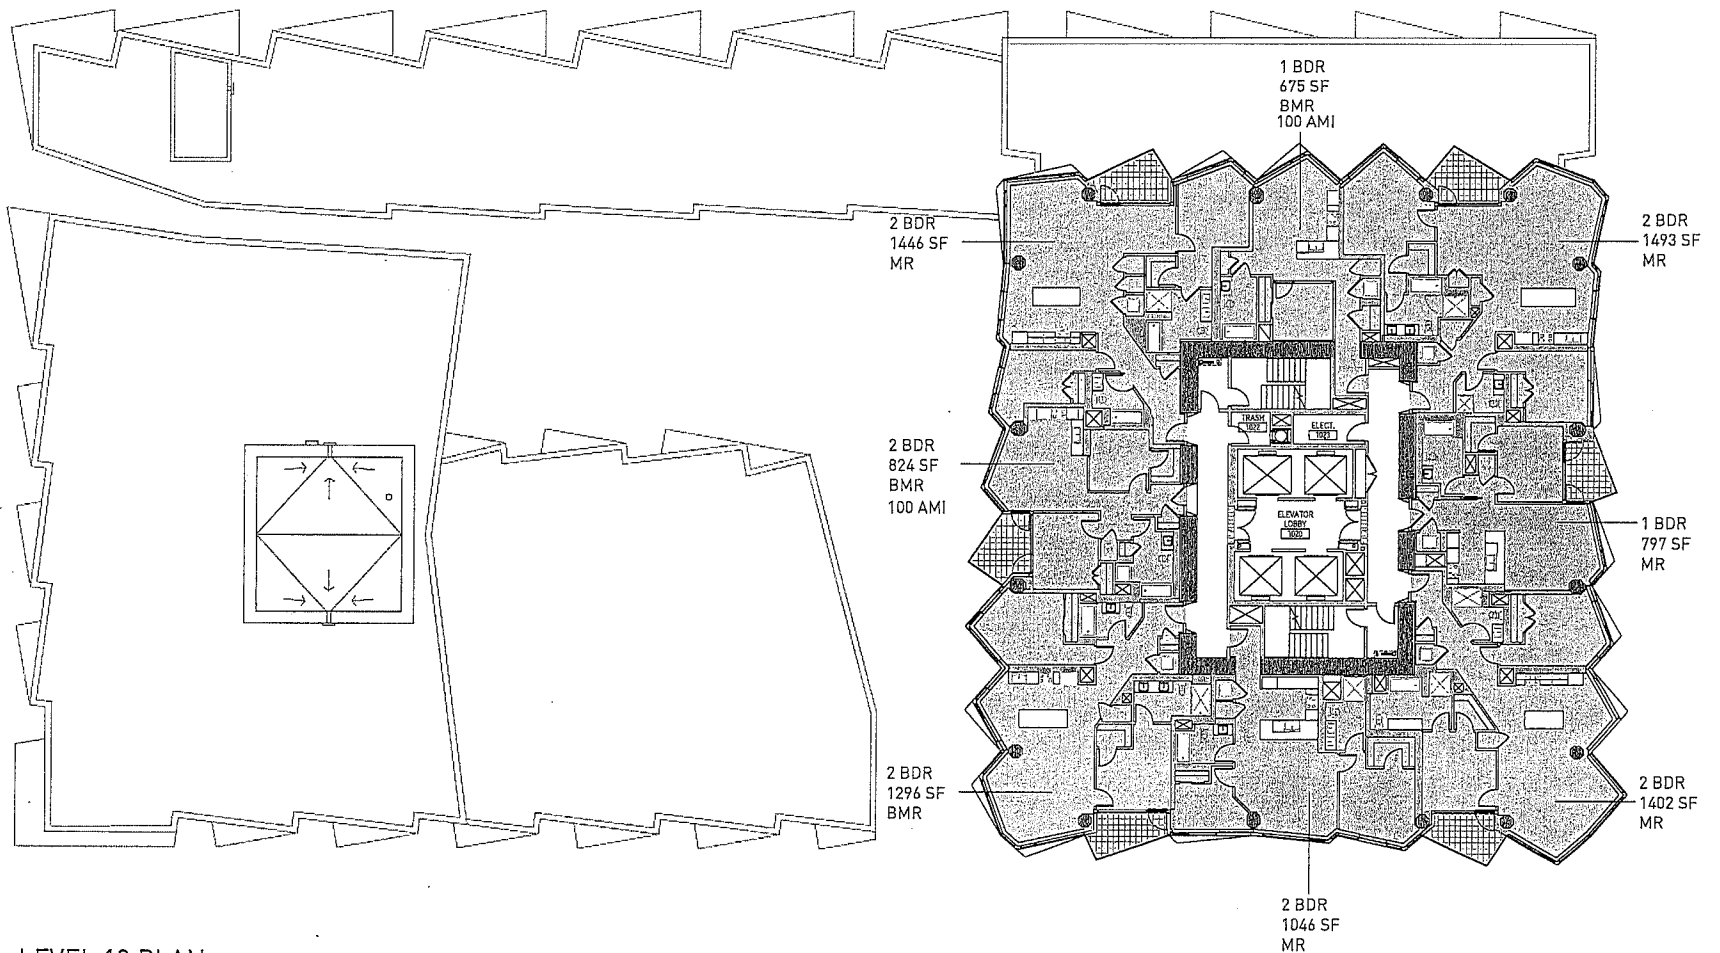 1 BDR
675 SF
BMR
100 AMI
2 BDR
1446 SF
MR
2 BDR
1493 SF
MR
TRASH
1022
ELECT.
1023
2 BDR
824 SF
BMR
100 AMI
ELEVATOR
LOBBY
1020
1 BDR
797 SF
MR
2 BDR
1296 SF
BMR
2 BDR
1402 SF
MR
2 BDR
1046 SF
MR